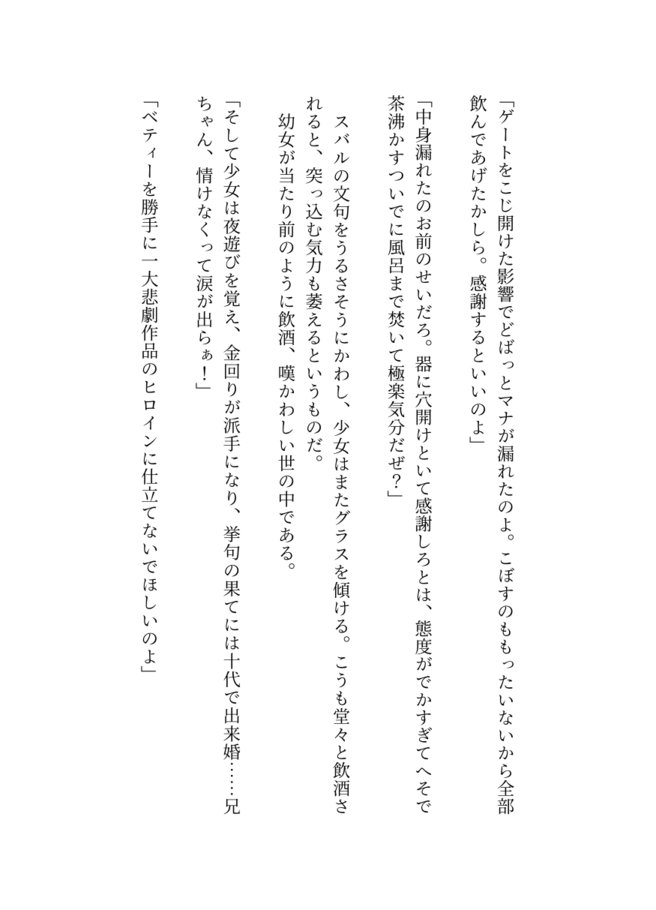 「ゲートをこじ開けた影響でどばっとマナが漏れたのよ。こぼすのももったいないから全部
飲んであげたかしら。感謝するといいのよ」
「中身漏れたのお前のせいだろ。器に穴開けといて感謝しろとは、態度がでかすぎてへそで
茶沸かすついでに風呂まで焚いて極楽気分だぜ？」
スバルの文句をうるさそうにかわし、少女はまたグラスを傾ける。こうも堂々と飲酒さ
れると、突っ込む気力も萎えるというものだ。
幼女が当たり前のように飲酒、嘆かわしい世の中である。
「そして少女は夜遊びを覚え、金回りが派手になり、挙句の果てには十代で出来婚……兄
ちゃん、情けなくって涙が出らぁ！」
「ベティーを勝手に一大悲劇作品のヒロインに仕立てないでほしいのよ」